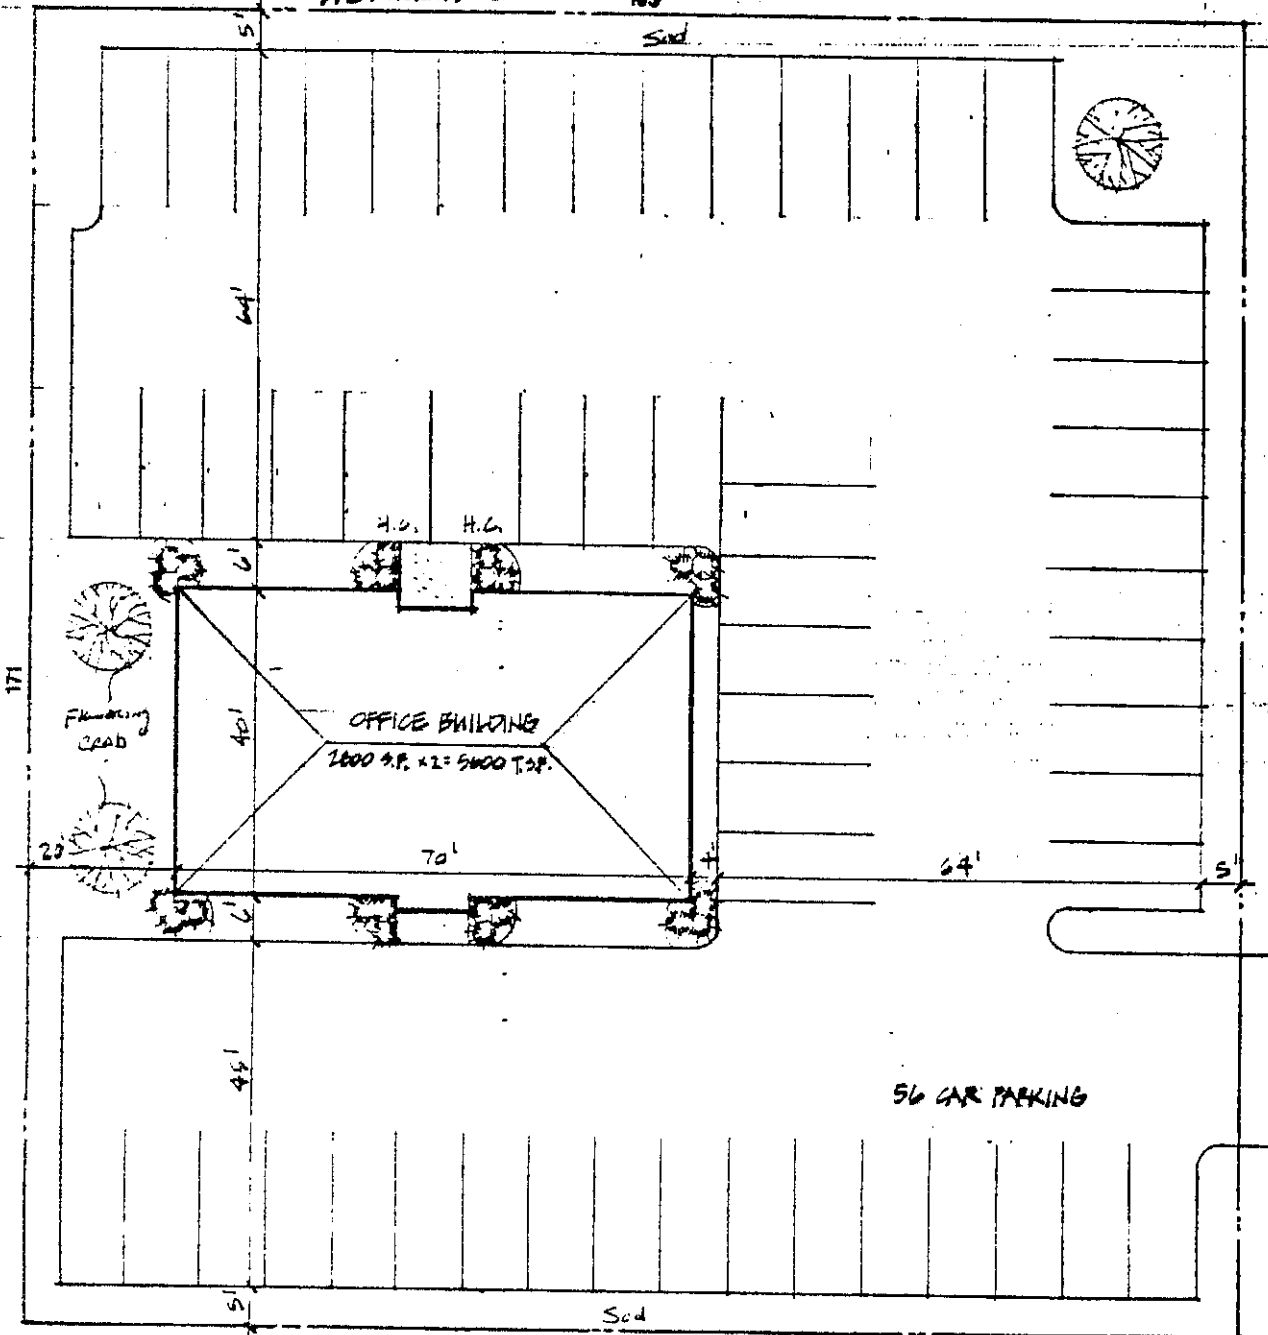 Sod
5'
64'
H.C. H.C.
6'
171
Flowering
CRAB
40'
OFFICE BUILDING
2800 S.F. x 2 = 5600 T.S.F.
20'
70'
4
64'
5'
6'
46'
56 CAR PARKING
5'
Sod